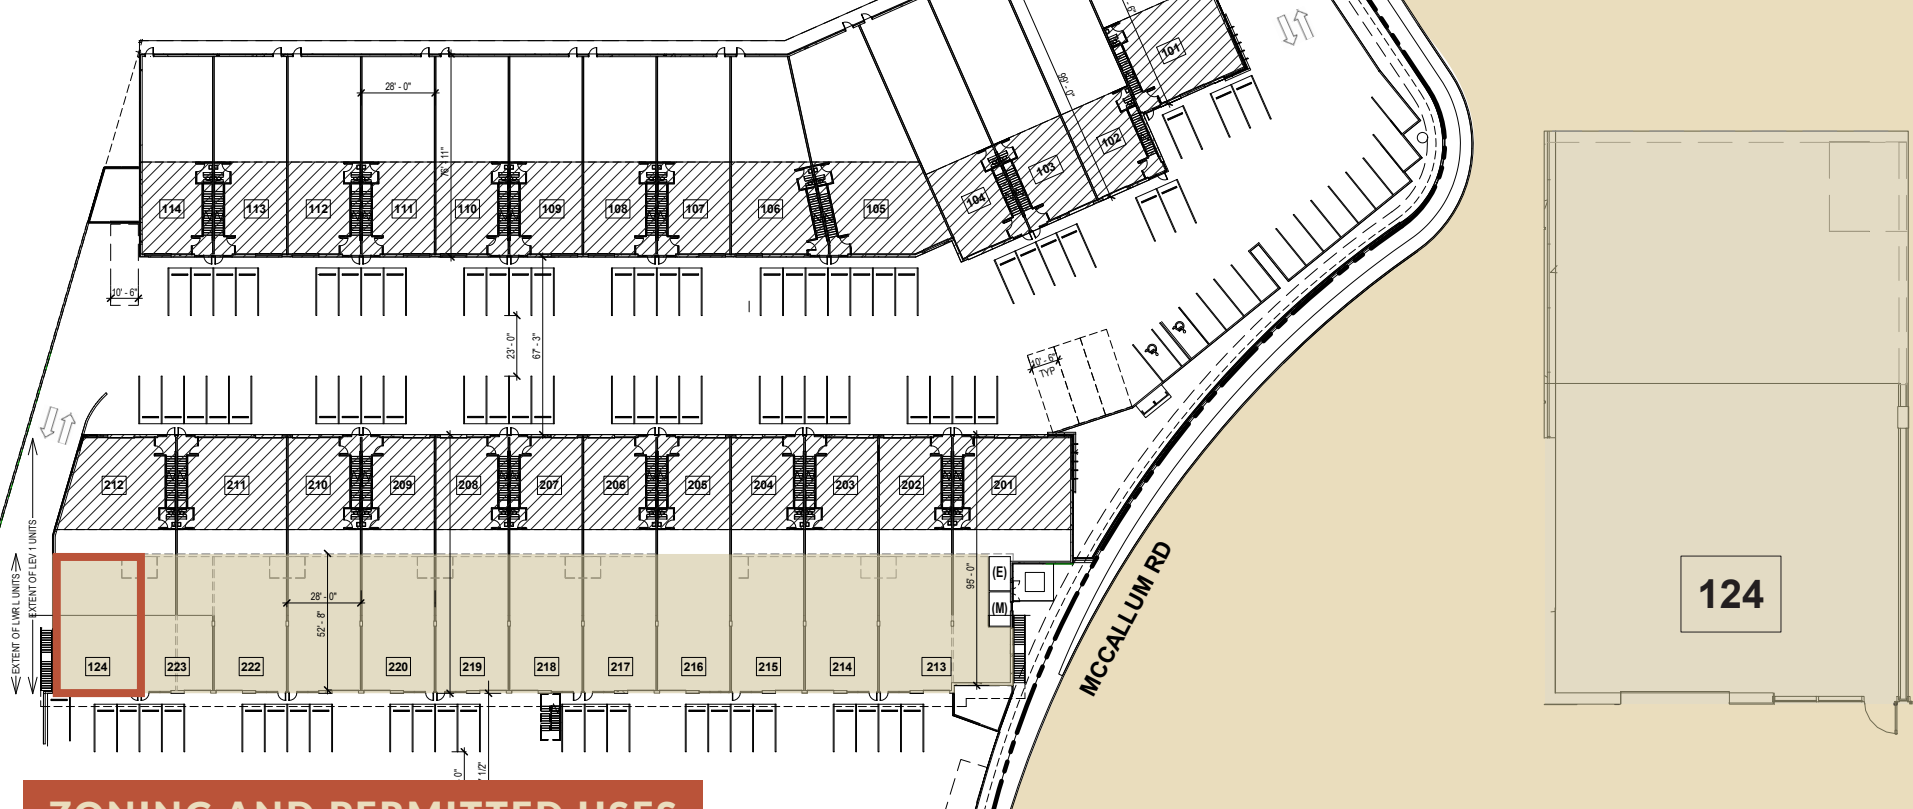 101
28' - 0"
99' - 0"
102
103
104
76' - 11"
114
113
112
111
110
109
108
107
106
105
10' - 6"
23' - 0"
67' - 3"
10' - 6"
TYP
212
211
210
209
208
207
206
205
204
203
202
201
EXTENT OF LWR L UNITS
EXTENT OF LEV 1 UNITS
28' - 0"
52' - 8"
95' - 0"
(E)
(M)
124
223
222
220
219
218
217
216
215
214
213
MCCALLUM RD
124
ZONING AND PERMITTED USES